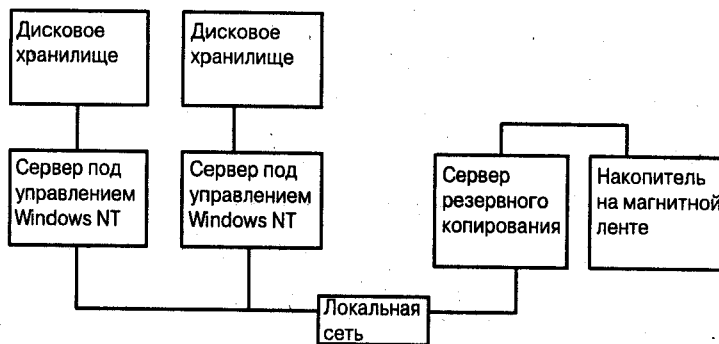 Дисковое
хранилище
Дисковое
хранилище
Сервер под
управлением
Windows NT
Сервер под
управлением
Windows NT
Сервер
резервного
копирования
Накопитель
на магнитной
ленте
Локальная
сеть